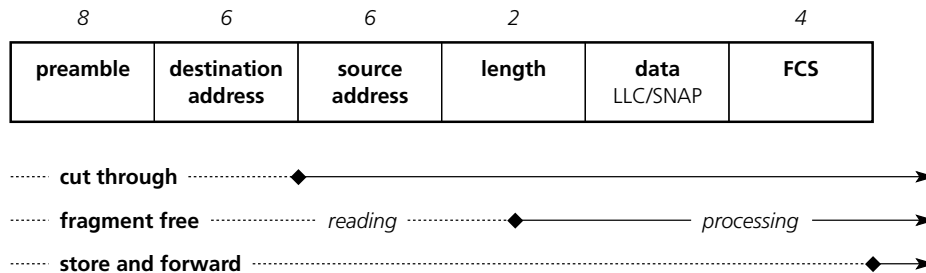 8 6 6 2 4
preamble destination address source address length data LLC/SNAP FCS
cut through
fragment free reading processing
store and forward